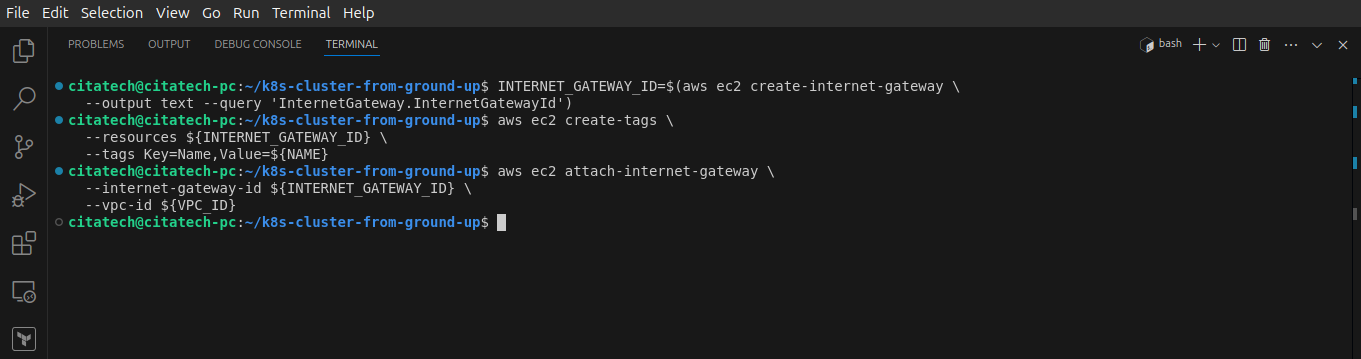 File Edit Selection View Go Run Terminal Help
PROBLEMS OUTPUT DEBUG CONSOLE TERMINAL bash
citatech@citatech-pc:~/k8s-cluster-from-ground-up$ INTERNET_GATEWAY_ID=$(aws ec2 create-internet-gateway \
  --output text --query 'InternetGateway.InternetGatewayId')
citatech@citatech-pc:~/k8s-cluster-from-ground-up$ aws ec2 create-tags \
  --resources ${INTERNET_GATEWAY_ID} \
  --tags Key=Name,Value=${NAME}
citatech@citatech-pc:~/k8s-cluster-from-ground-up$ aws ec2 attach-internet-gateway \
  --internet-gateway-id ${INTERNET_GATEWAY_ID} \
  --vpc-id ${VPC_ID}
citatech@citatech-pc:~/k8s-cluster-from-ground-up$